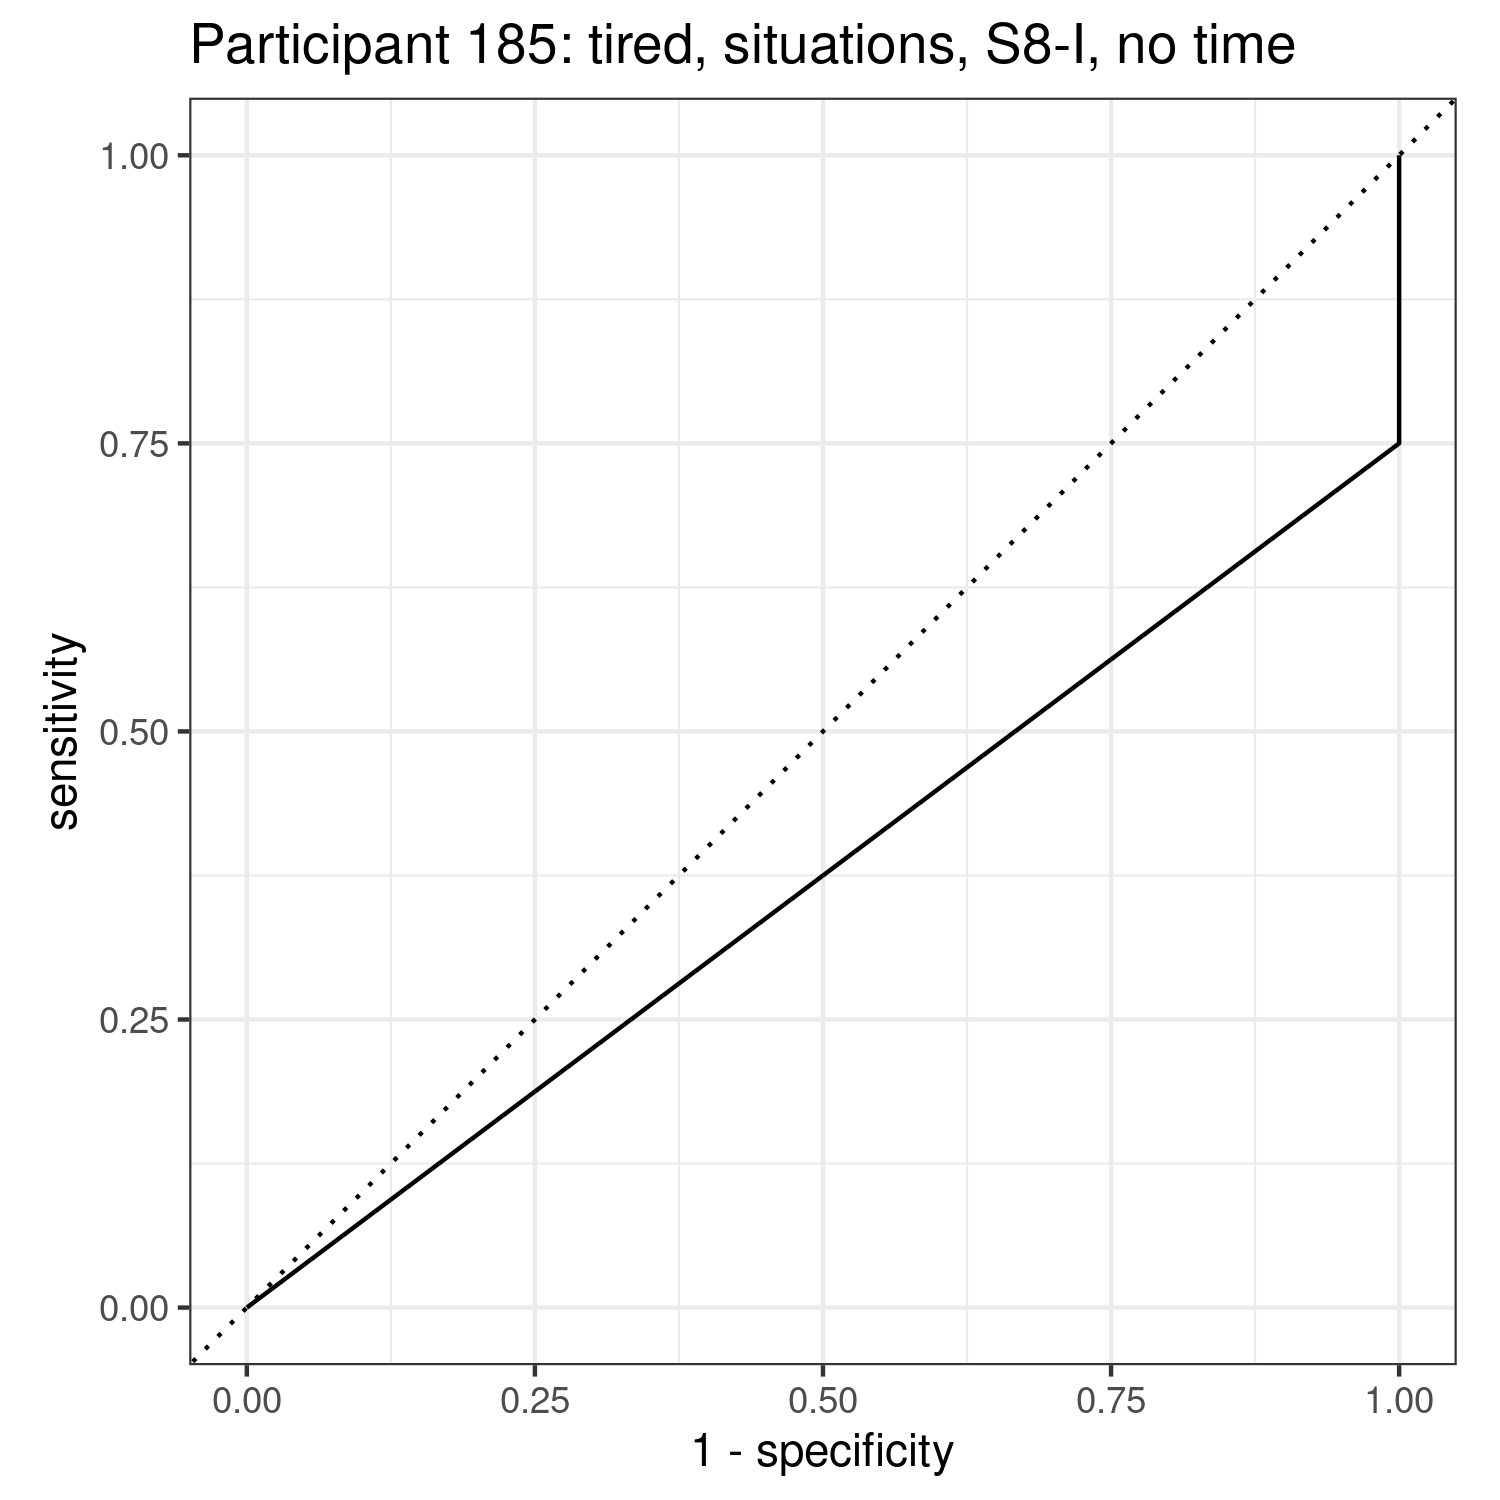 Participant 185: tired, situations, S8-I, no time
1.00
0.75
0.50
0.25
0.00
sensitivity
0.00 0.25 0.50 0.75 1.00
1 - specificity